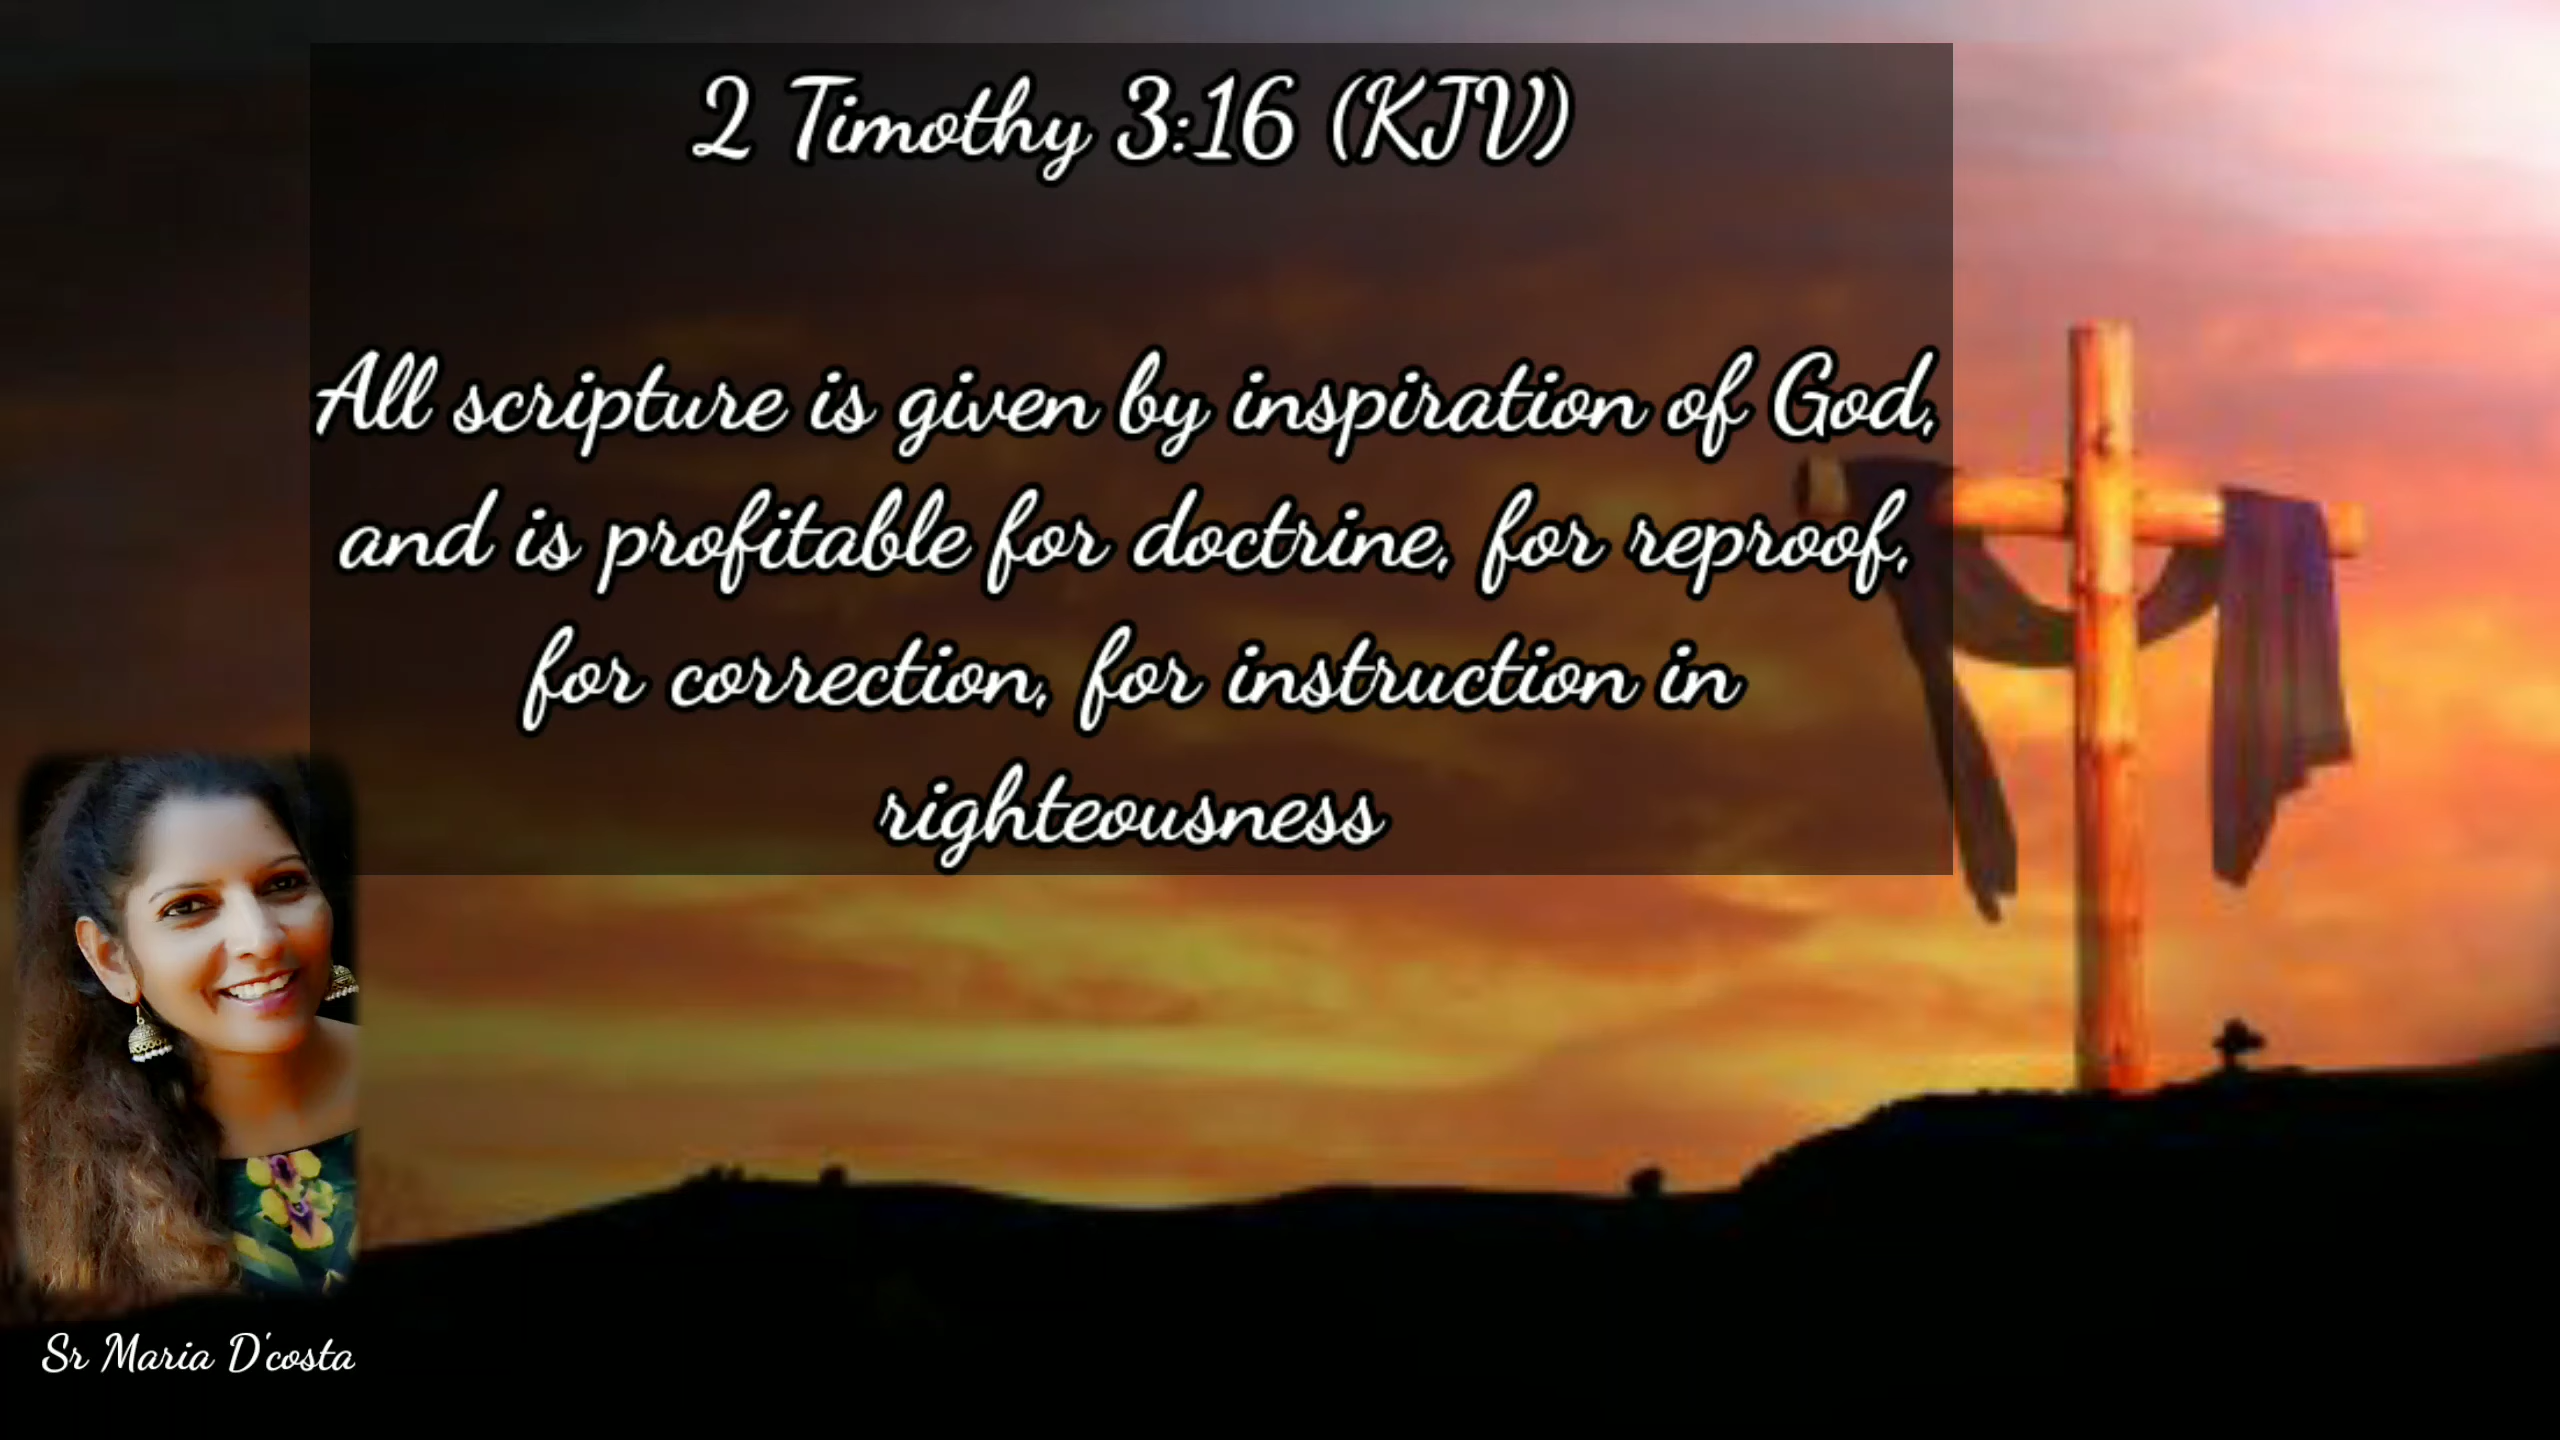 2 Timothy 3:16 (KJV)
All scripture is given by inspiration of God,
and is profitable for doctrine, for reproof,
for correction, for instruction in
righteousness
Sr Maria D'costa